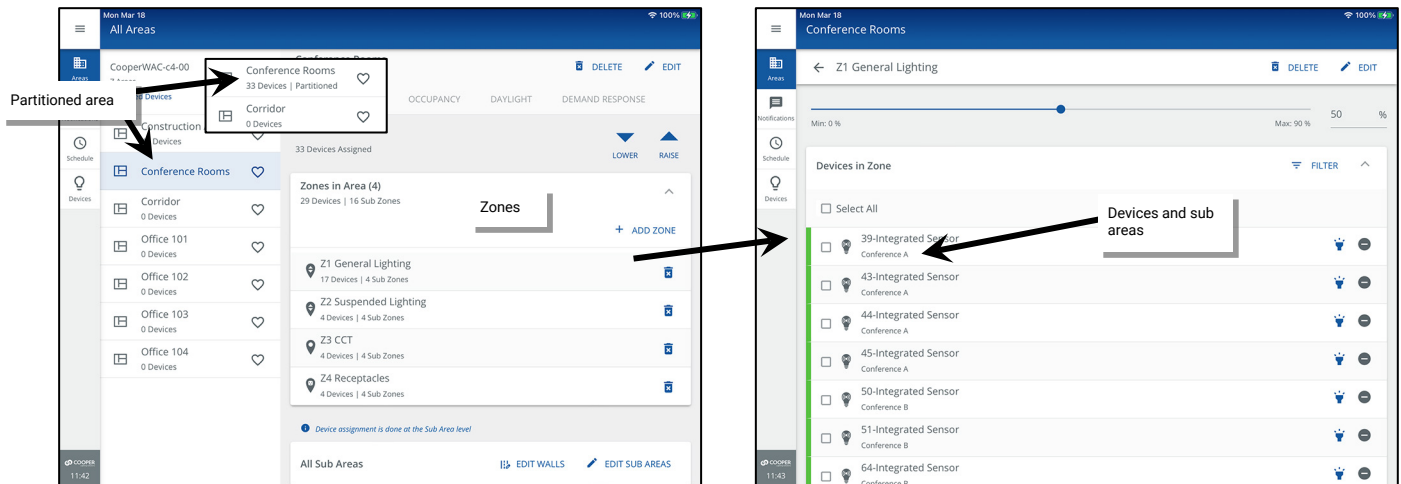 Mon Mar 18
100%
All Areas
Areas
CooperWAC-c4-00
Conference Rooms
DELETE
EDIT
Conference Rooms
33 Devices | Partitioned
Corridor
0 Devices
Partitioned area
Devices
OCCUPANCY
DAYLIGHT
DEMAND RESPONSE
Construction
Devices
33 Devices Assigned
LOWER
RAISE
Schedule
Devices
Conference Rooms
Corridor
0 Devices
Office 101
0 Devices
Office 102
0 Devices
Office 103
0 Devices
Office 104
0 Devices
Zones in Area (4)
29 Devices | 16 Sub Zones
Zones
+ ADD ZONE
Z1 General Lighting
17 Devices | 4 Sub Zones
Z2 Suspended Lighting
4 Devices | 4 Sub Zones
Z3 CCT
4 Devices | 4 Sub Zones
Z4 Receptacles
4 Devices | 4 Sub Zones
Device assignment is done at the Sub Area level
All Sub Areas
EDIT WALLS
EDIT SUB AREAS
COOPER
11:42
Mon Mar 18
100%
Conference Rooms
Areas
Notifications
Schedule
Devices
Z1 General Lighting
DELETE
EDIT
Min: 0 %
Max: 90 %
50 %
Devices in Zone
FILTER
Select All
Devices and sub
areas
39-Integrated Sensor
Conference A
43-Integrated Sensor
Conference A
44-Integrated Sensor
Conference A
45-Integrated Sensor
Conference A
50-Integrated Sensor
Conference B
51-Integrated Sensor
Conference B
64-Integrated Sensor
Conference B
COOPER
11:43